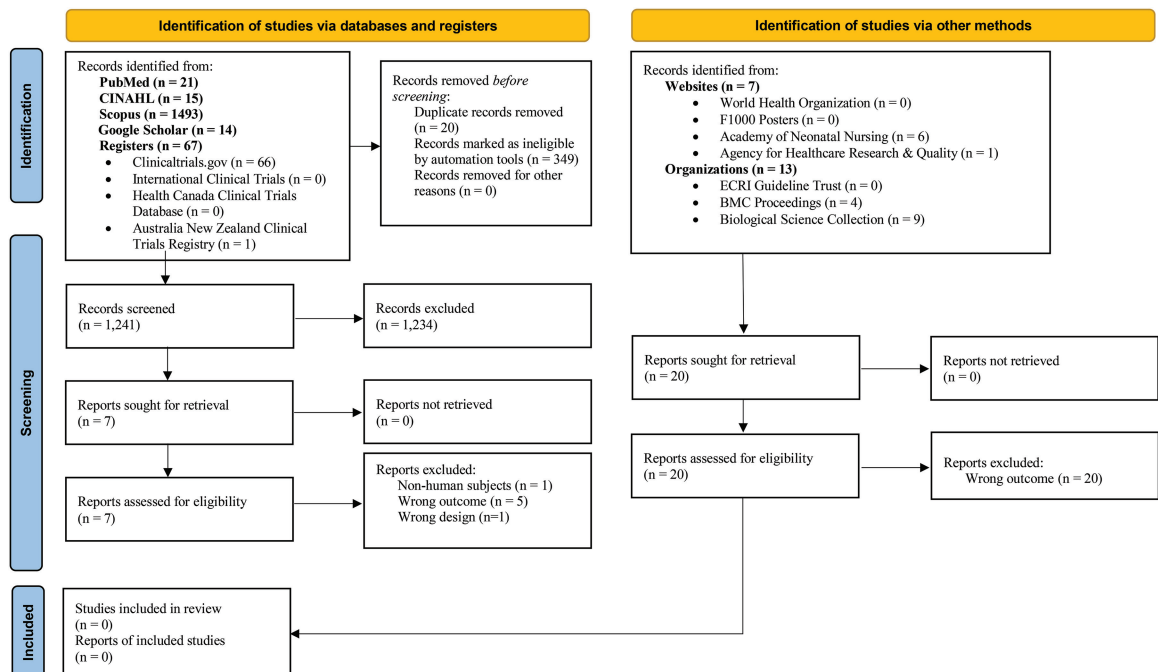 Identification of studies via databases and registers
Identification of studies via other methods
Identification
Records identified from:
PubMed (n = 21)
CINAHL (n = 15)
Scopus (n = 1493)
Google Scholar (n = 14)
Registers (n = 67)
• Clinicaltrials.gov (n = 66)
• International Clinical Trials (n = 0)
• Health Canada Clinical Trials
Database (n = 0)
• Australia New Zealand Clinical
Trials Registry (n = 1)
Records removed before
screening:
Duplicate records removed
(n = 20)
Records marked as ineligible
by automation tools (n = 349)
Records removed for other
reasons (n = 0)
Records identified from:
Websites (n = 7)
• World Health Organization (n = 0)
• F1000 Posters (n = 0)
• Academy of Neonatal Nursing (n = 6)
• Agency for Healthcare Research & Quality (n = 1)
Organizations (n = 13)
• ECRI Guideline Trust (n = 0)
• BMC Proceedings (n = 4)
• Biological Science Collection (n = 9)
Screening
Records screened
(n = 1,241)
Records excluded
(n = 1,234)
Reports sought for retrieval
(n = 7)
Reports not retrieved
(n = 0)
Reports sought for retrieval
(n = 20)
Reports not retrieved
(n = 0)
Reports assessed for eligibility
(n = 7)
Reports excluded:
Non-human subjects (n = 1)
Wrong outcome (n = 5)
Wrong design (n=1)
Reports assessed for eligibility
(n = 20)
Reports excluded:
Wrong outcome (n = 20)
Included
Studies included in review
(n = 0)
Reports of included studies
(n = 0)